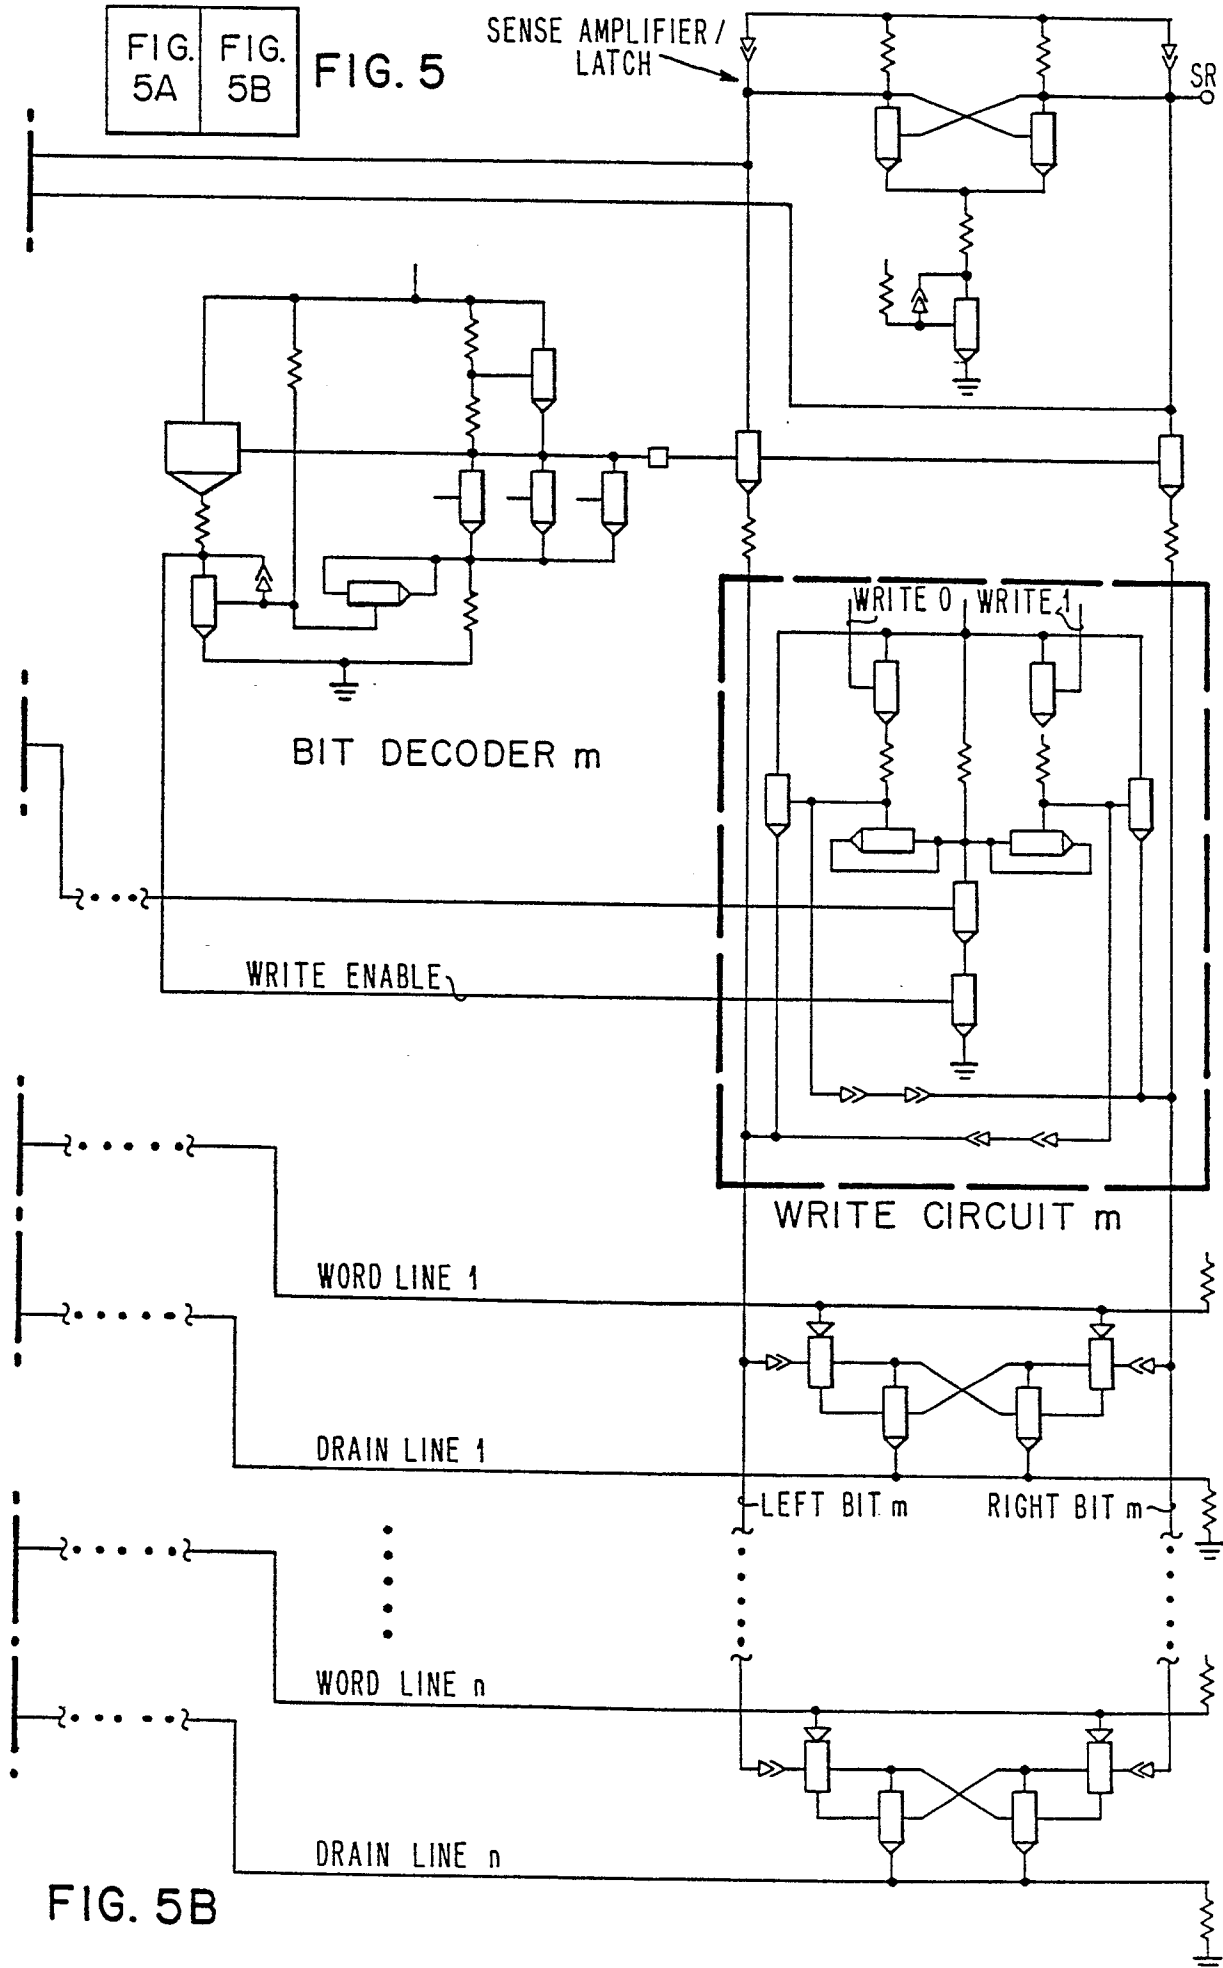 FIG. 5A
FIG. 5B
FIG. 5
SENSE AMPLIFIER/
LATCH
SR
WRITE 0
WRITE 1
BIT DECODER m
WRITE ENABLE
WRITE CIRCUIT m
WORD LINE 1
DRAIN LINE 1
LEFT BIT m
RIGHT BIT m
WORD LINE n
DRAIN LINE n
FIG. 5B